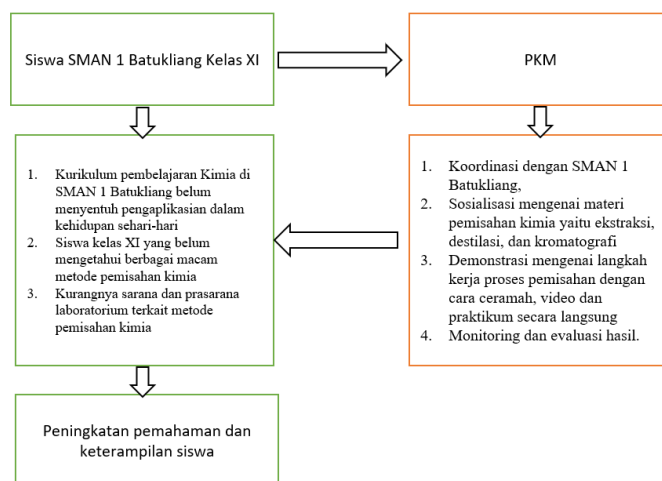 Siswa SMAN 1 Batukliang Kelas XI
PKM
1. Kurikulum pembelajaran Kimia di
SMAN 1 Batukliang belum
menyentuh pengaplikasian dalam
kehidupan sehari-hari
2. Siswa kelas XI yang belum
mengetahui berbagai macam
metode pemisahan kimia
3. Kurangnya sarana dan prasarana
laboratorium terkait metode
pemisahan kimia
1. Koordinasi dengan SMAN 1
Batukliang,
2. Sosialisasi mengenai materi
pemisahan kimia yaitu ekstraksi,
destilasi, dan kromatografi
3. Demonstrasi mengenai langkah
kerja proses pemisahan dengan
cara ceramah, video dan
praktikum secara langsung
4. Monitoring dan evaluasi hasil.
Peningkatan pemahaman dan
keterampilan siswa